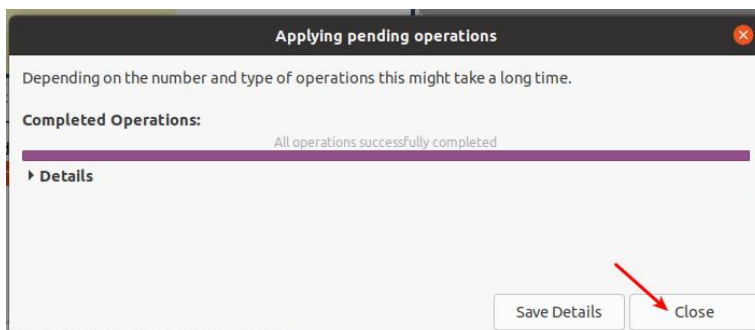 Applying pending operations
Depending on the number and type of operations this might take a long time.
Completed Operations:
All operations successfully completed
Details
Save Details
Close